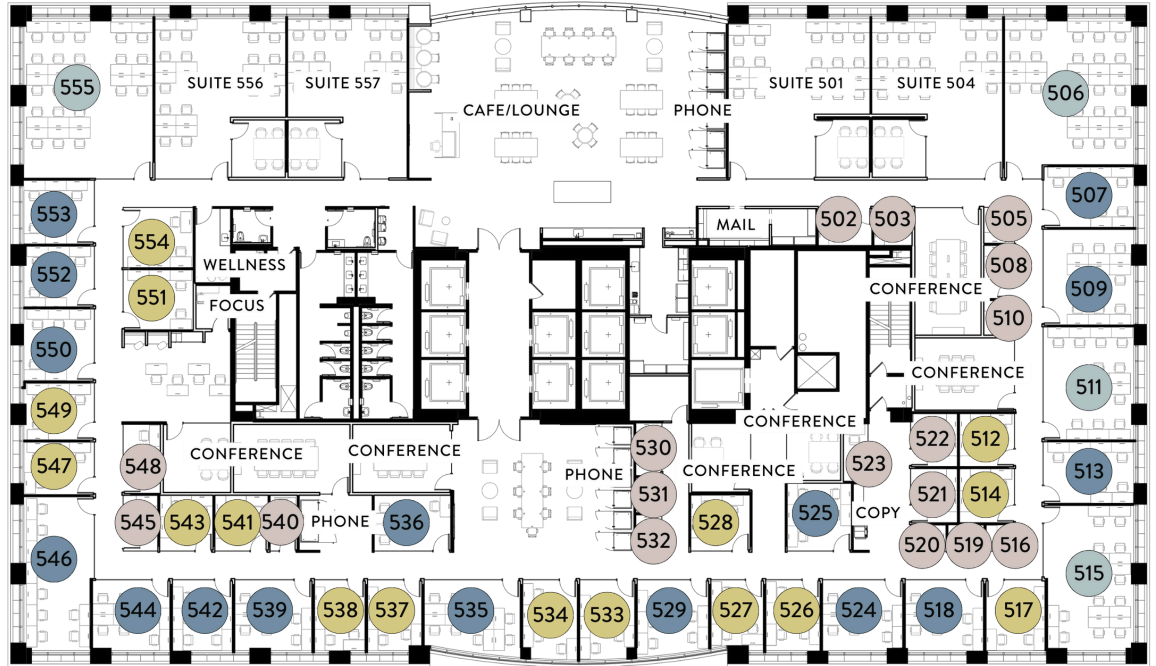 555
SUITE 556
SUITE 557
CAFE/LOUNGE
PHONE
SUITE 501
SUITE 504
506
553
554
502
503
505
507
MAIL
552
WELLNESS
551
FOCUS
508
CONFERENCE
509
510
550
CONFERENCE
511
549
CONFERENCE
522
512
547
548
CONFERENCE
CONFERENCE
PHONE
530
CONFERENCE
523
513
531
521
514
545
543
541
540
PHONE
536
532
528
525
COPY
520
519
516
546
515
544
542
539
538
537
535
534
533
529
527
526
524
518
517